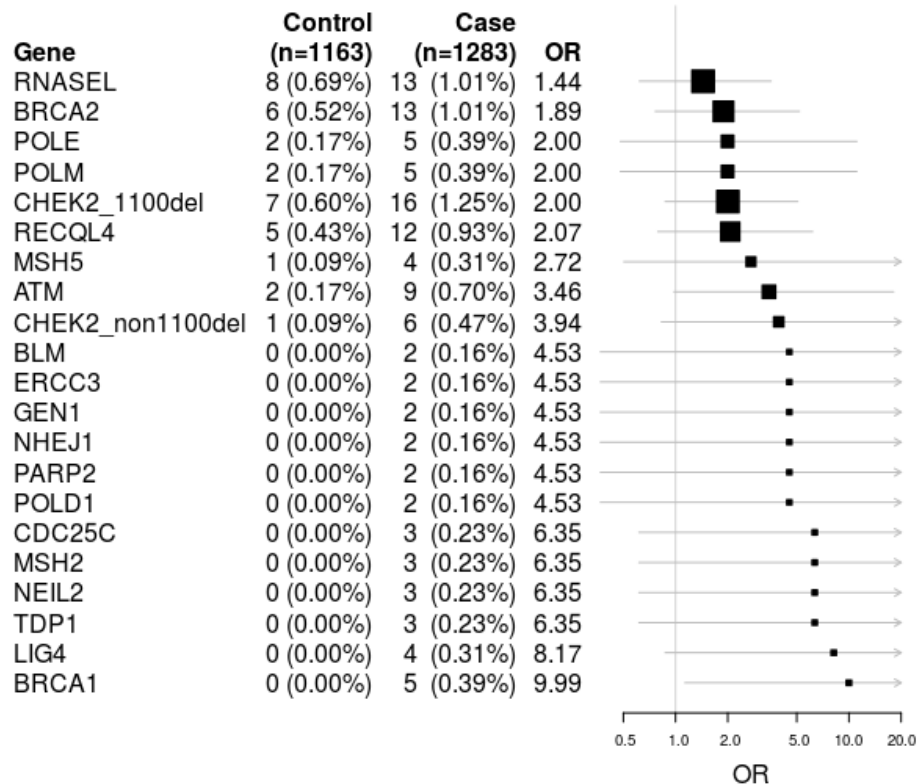 Control Case
Gene (n=1163) (n=1283) OR
RNASEL 8 (0.69%) 13 (1.01%) 1.44
BRCA2 6 (0.52%) 13 (1.01%) 1.89
POLE 2 (0.17%) 5 (0.39%) 2.00
POLM 2 (0.17%) 5 (0.39%) 2.00
CHEK2_1100del 7 (0.60%) 16 (1.25%) 2.00
RECQL4 5 (0.43%) 12 (0.93%) 2.07
MSH5 1 (0.09%) 4 (0.31%) 2.72
ATM 2 (0.17%) 9 (0.70%) 3.46
CHEK2_non1100del 1 (0.09%) 6 (0.47%) 3.94
BLM 0 (0.00%) 2 (0.16%) 4.53
ERCC3 0 (0.00%) 2 (0.16%) 4.53
GEN1 0 (0.00%) 2 (0.16%) 4.53
NHEJ1 0 (0.00%) 2 (0.16%) 4.53
PARP2 0 (0.00%) 2 (0.16%) 4.53
POLD1 0 (0.00%) 2 (0.16%) 4.53
CDC25C 0 (0.00%) 3 (0.23%) 6.35
MSH2 0 (0.00%) 3 (0.23%) 6.35
NEIL2 0 (0.00%) 3 (0.23%) 6.35
TDP1 0 (0.00%) 3 (0.23%) 6.35
LIG4 0 (0.00%) 4 (0.31%) 8.17
BRCA1 0 (0.00%) 5 (0.39%) 9.99
0.5 1.0 2.0 5.0 10.0 20.0
OR